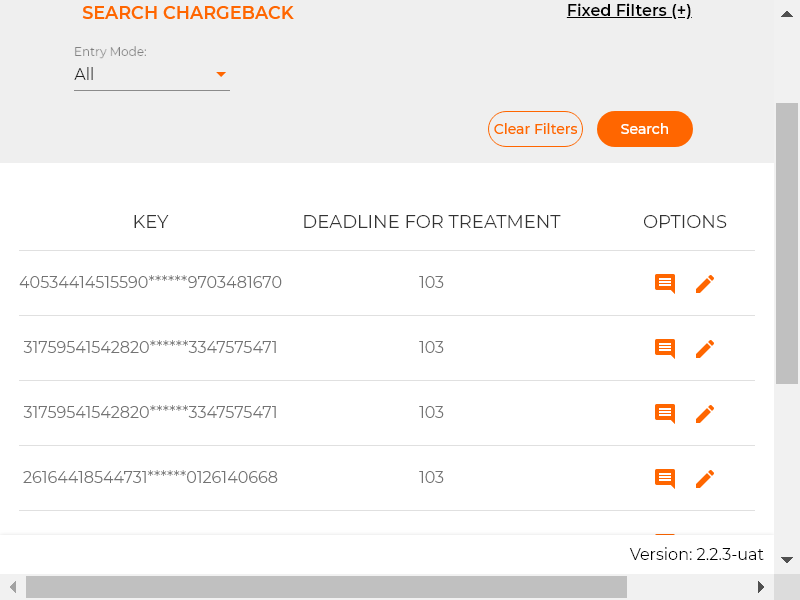 SEARCH CHARGEBACK
Fixed Filters (+)
Entry Mode:
All
Clear Filters
Search
KEY DEADLINE FOR TREATMENT OPTIONS
40534414515590******9703481670 103
31759541542820******3347575471 103
31759541542820******3347575471 103
26164418544731******0126140668 103
Version: 2.2.3-uat